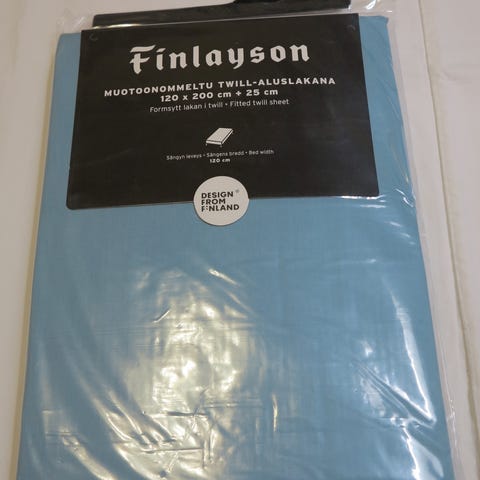 Finlayson
MUOTOONOMMELTU TWILL-ALUSLAKANA
120 x 200 cm + 25 cm
Formsytt lakan i twill • Fitted twill sheet
Sängyn leveys • Sängens bredd • Bed width
120 cm
DESIGN
FROM
FINLAND